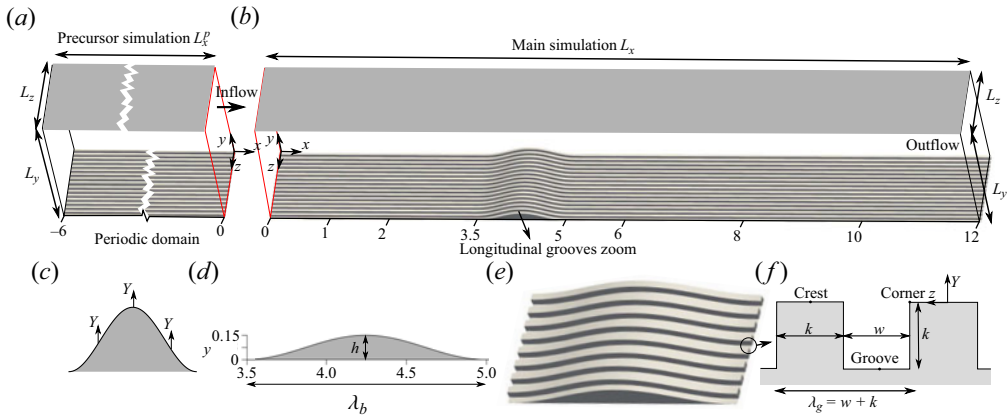 (a)
Precursor simulation L_x^p
L_z
L_y
Inflow
y
x
z
−6
0
Periodic domain
(b)
Main simulation L_x
L_z
Outflow
L_y
y
x
z
0
1
2
3.5
5
6
8
10
12
Longitudinal grooves zoom
(c)
Y
Y
Y
(d)
y
0.15
0
h
3.5
4.0
4.5
5.0
λ_b
(e)
(f)
Crest
Corner z
Y
k
w
k
Groove
λ_g = w + k